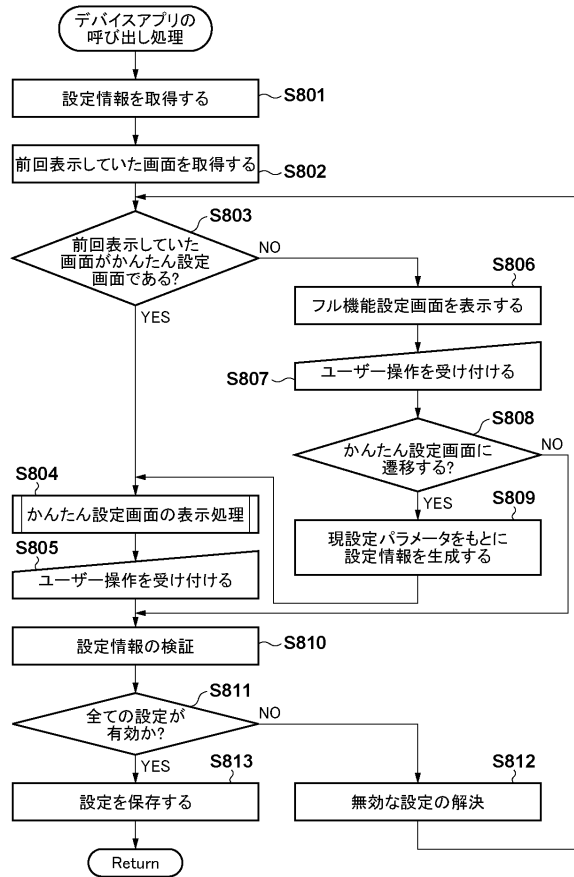 デバイスアプリの
呼び出し処理
設定情報を取得する
S801
前回表示していた画面を取得する
S802
S803
前回表示していた
画面がかんたん設定
画面である?
NO
YES
S806
フル機能設定画面を表示する
S807
ユーザー操作を受け付ける
S808
かんたん設定画面に
遷移する?
NO
YES
S809
現設定パラメータをもとに
設定情報を生成する
S804
かんたん設定画面の表示処理
S805
ユーザー操作を受け付ける
設定情報の検証
S810
S811
全ての設定が
有効か?
NO
YES
S813
設定を保存する
S812
無効な設定の解決
Return